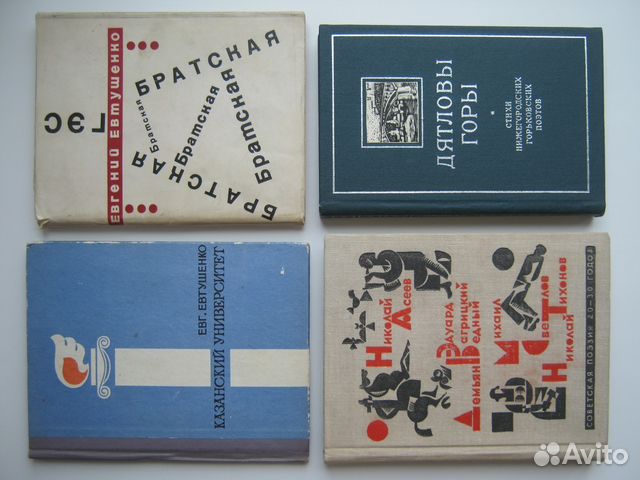 ЕВГЕНИЙ ЕВТУШЕНКО
БРАТСКАЯ
Братская
Братская
Братская
БРАТСКАЯ
ГЭС
ДЯТЛОВЫ
ГОРЫ
СТИХИ
НИЖЕГОРОДСКИХ
ГОРЬКОВСКИХ
ПОЭТОВ
ЕВГ. ЕВТУШЕНКО
КАЗАНСКИЙ УНИВЕРСИТЕТ
Николай
Асеев
Эдуард
Багрицкий
Демьян Бедный
Михаил
Светлов
Николай Тихонов
СОВЕТСКАЯ ПОЭЗИЯ 20-30 ГОДОВ
Avito